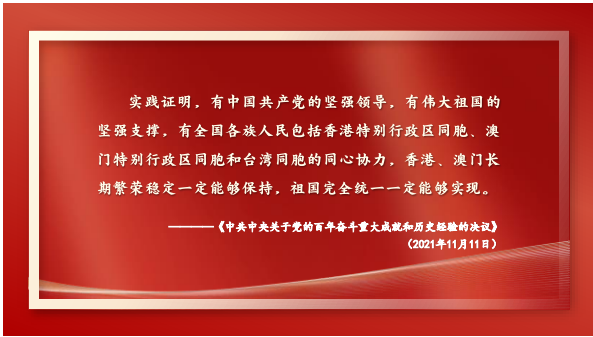 实践证明，有中国共产党的坚强领导，有伟大祖国的
坚强支撑，有全国各族人民包括香港特别行政区同胞、澳
门特别行政区同胞和台湾同胞的同心协力，香港、澳门长
期繁荣稳定一定能够保持，祖国完全统一一定能够实现。
————《中共中央关于党的百年奋斗重大成就和历史经验的决议》
（2021年11月11日）